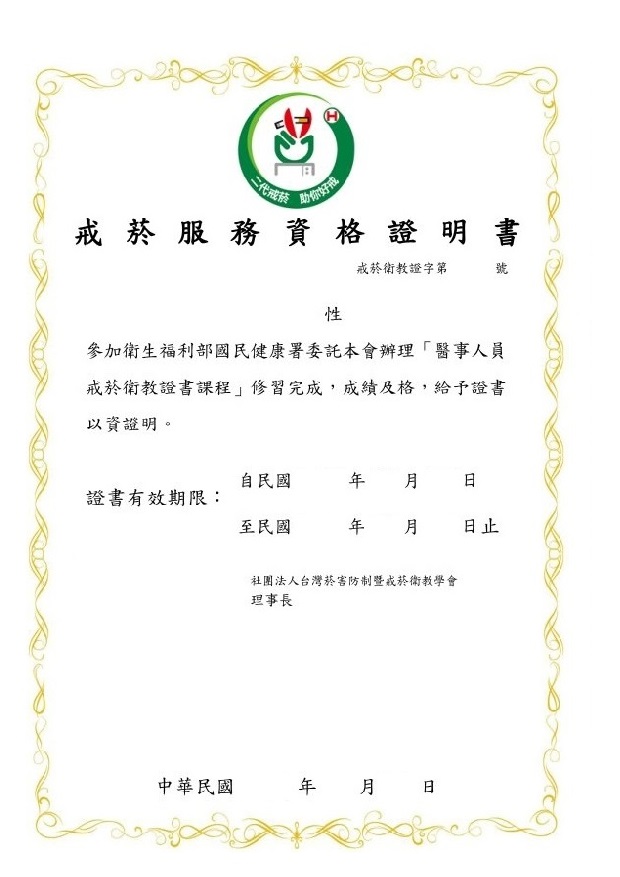 二代戒菸 助你好戒
戒菸服務資格證明書
戒菸衛教證字第 號
性
參加衛生福利部國民健康署委託本會辦理「醫事人員
戒菸衛教證書課程」修習完成，成績及格，給予證書
以資證明。
證書有效期限：
自民國 年 月 日
至民國 年 月 日止
社團法人台灣菸害防制暨戒菸衛教學會
理事長
中華民國 年 月 日